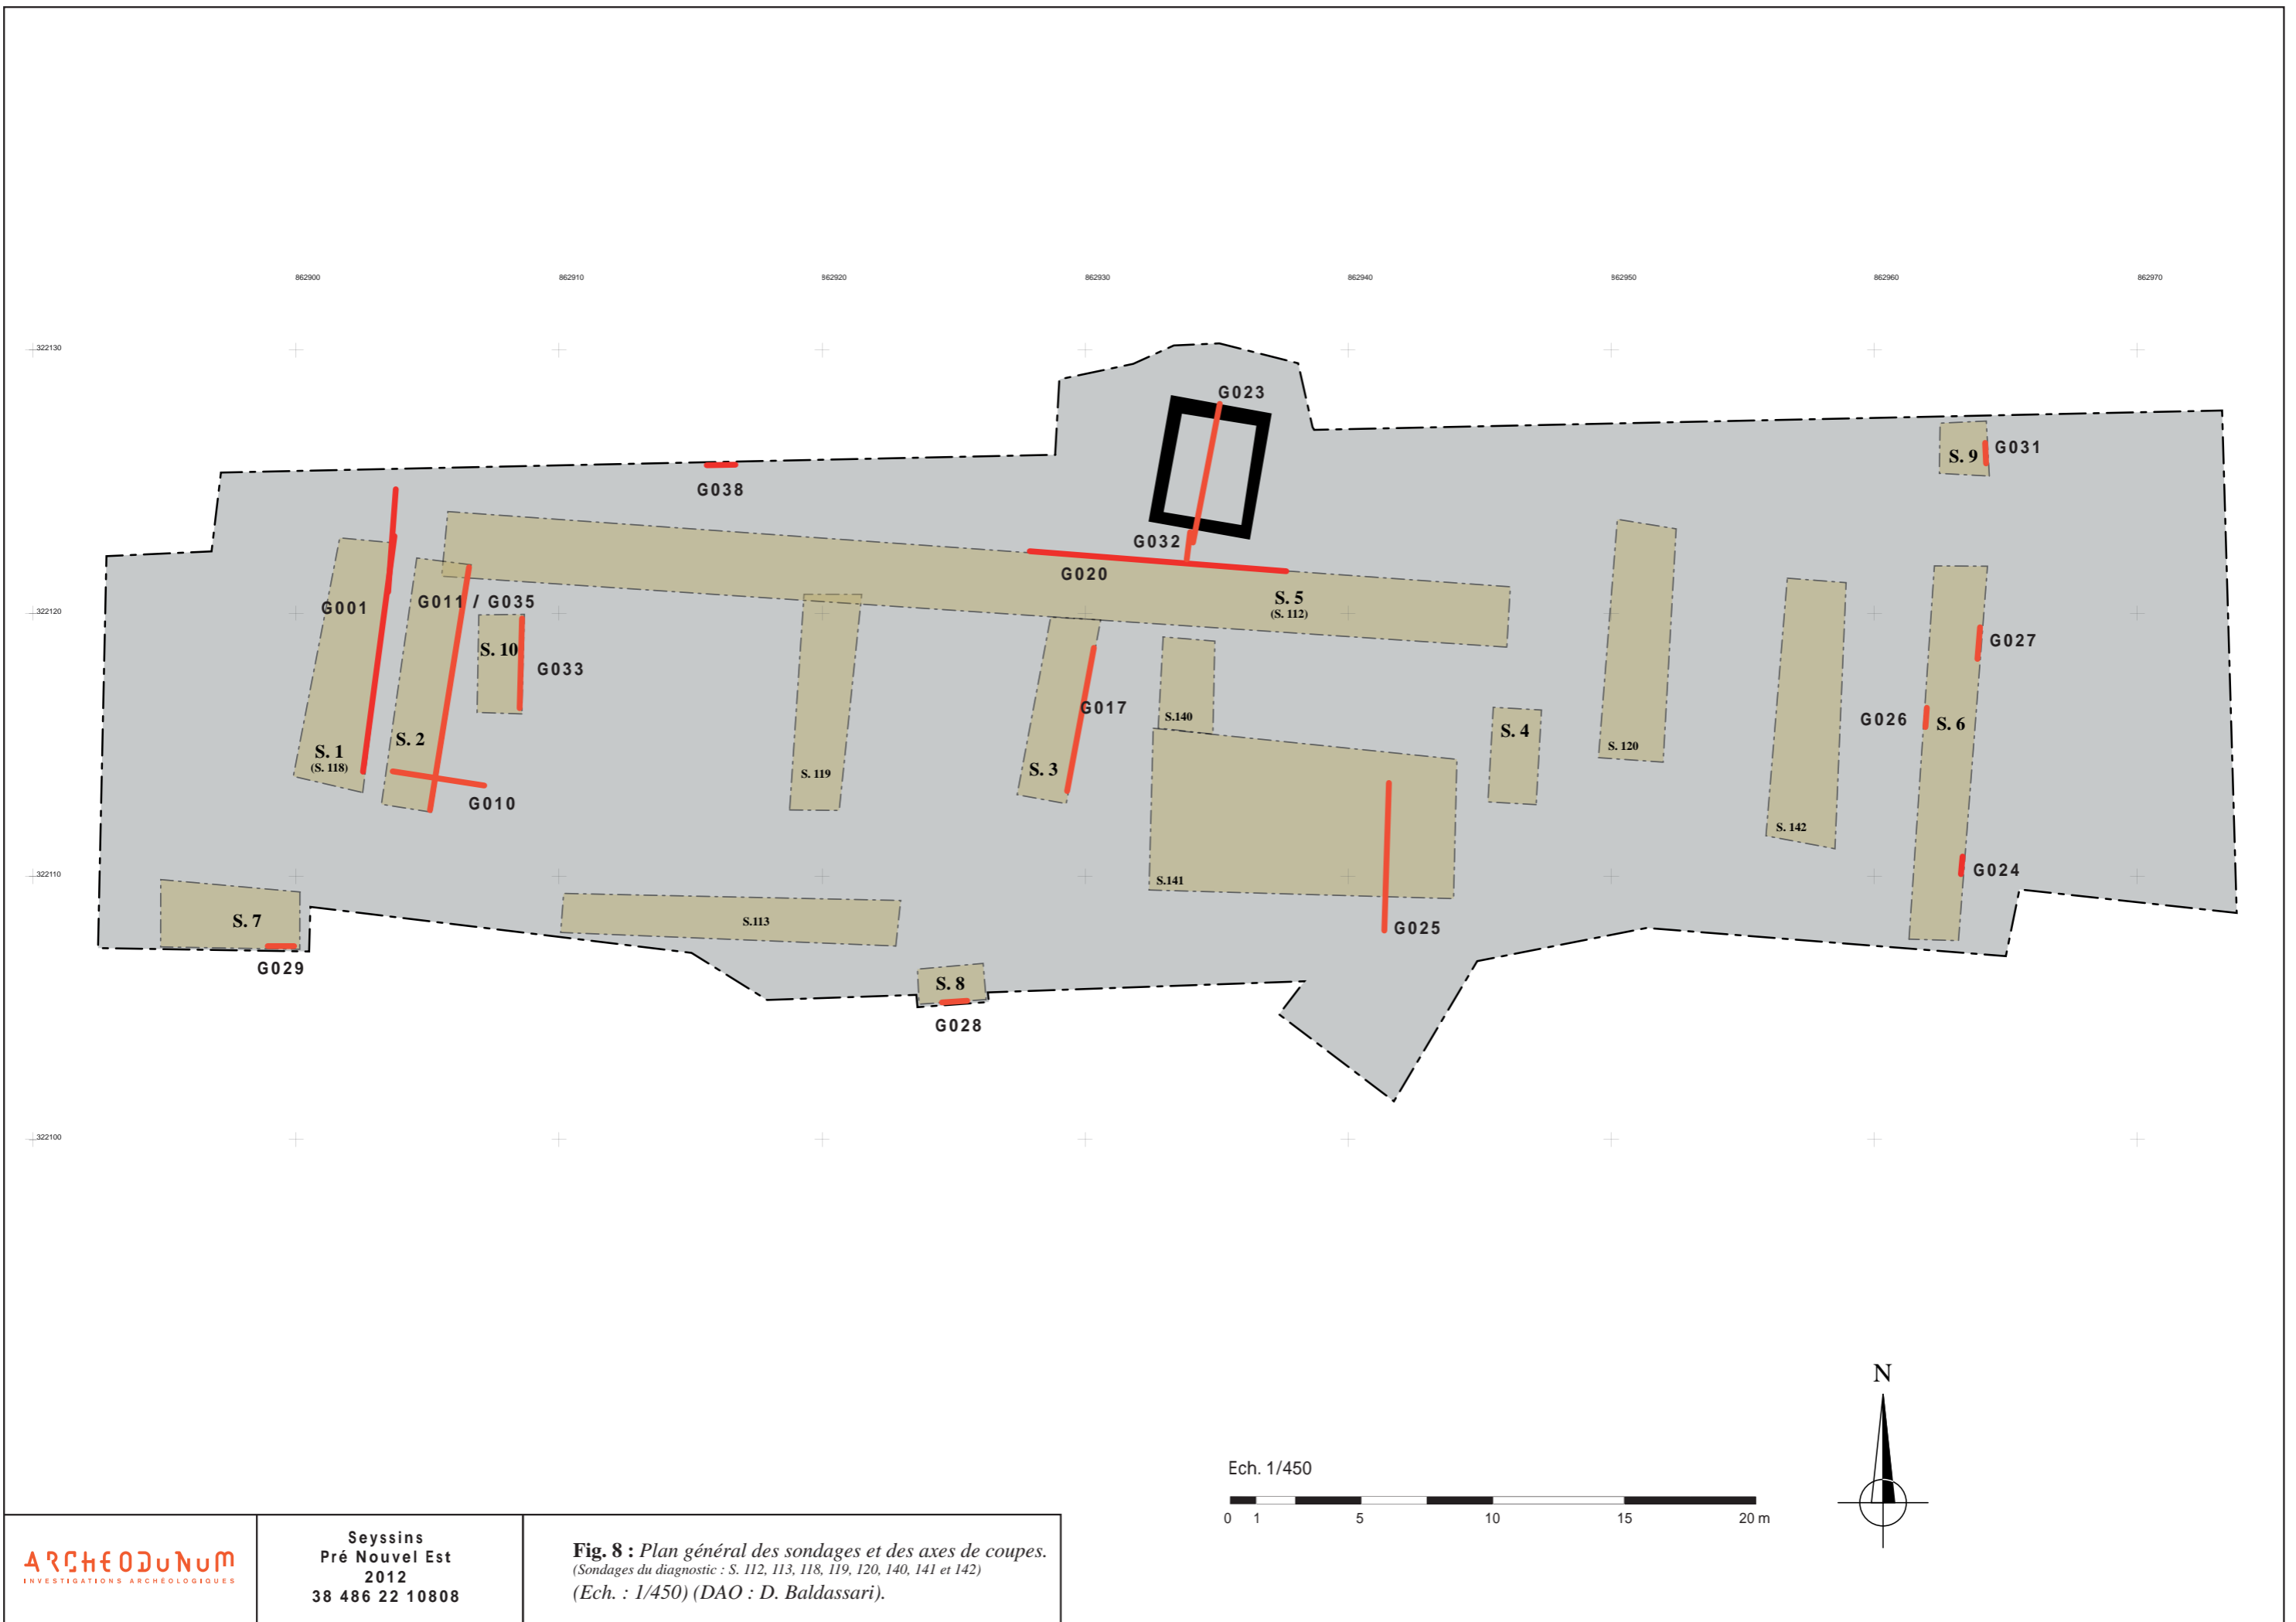 862900 862910 862920 862930 862940 862950 862960 862970
322130
G023
G031
S. 9
G038
G032
G020
S. 5
(S. 112)
322120
G001
G011 / G035
S. 10
G033
G027
G017
S.140
G026
S. 6
S. 4
S. 2
S. 1
(S. 118)
S. 120
S. 3
S. 119
G010
S. 142
322110
G024
S.141
S. 7
S.113
G025
G029
S. 8
G028
322100
N
Ech. 1/450
0 1 5 10 15 20 m
ARCHEODUNUM
INVESTIGATIONS ARCHÉOLOGIQUES
Seyssins
Pré Nouvel Est
2012
38 486 22 10808
Fig. 8 : Plan général des sondages et des axes de coupes.
(Sondages du diagnostic : S. 112, 113, 118, 119, 120, 140, 141 et 142)
(Ech. : 1/450) (DAO : D. Baldassari).